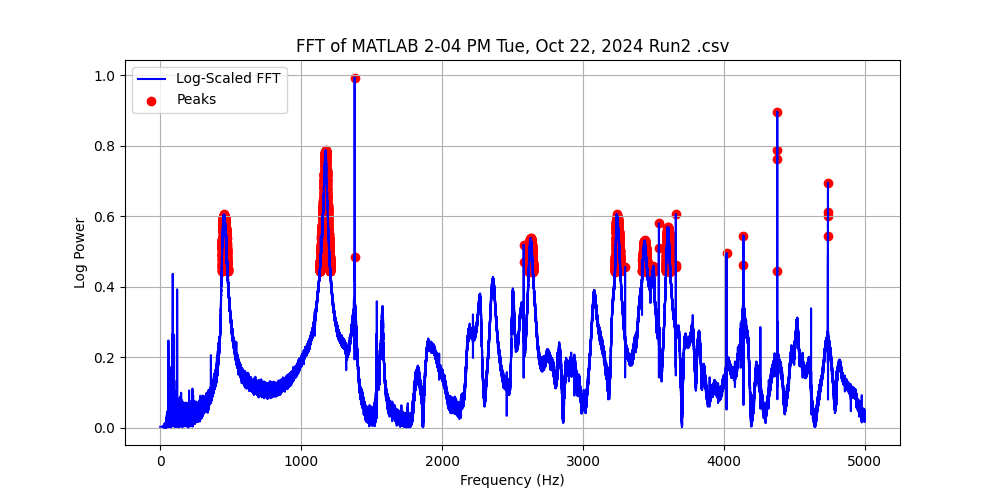 FFT of MATLAB 2-04 PM Tue, Oct 22, 2024 Run2 .csv
Log-Scaled FFT
Peaks
Log Power
1.0
0.8
0.6
0.4
0.2
0.0
0 1000 2000 3000 4000 5000
Frequency (Hz)